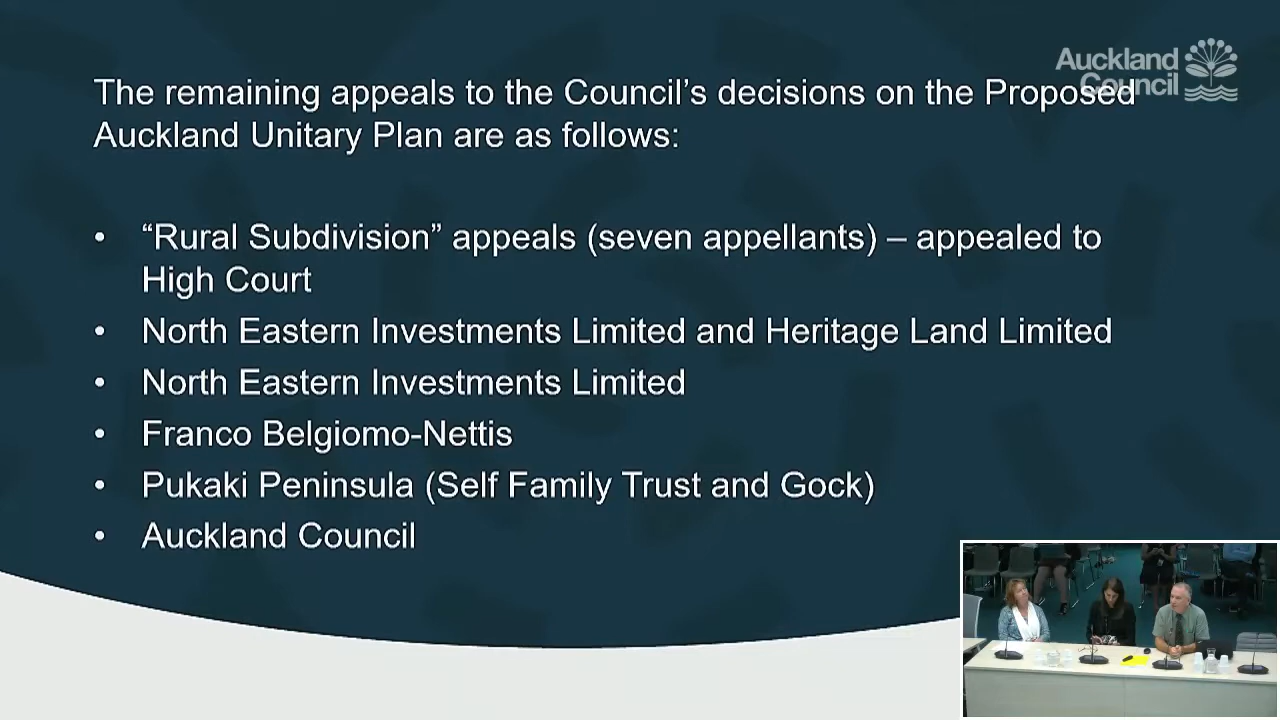 Auckland
Council
The remaining appeals to the Council’s decisions on the Proposed
Auckland Unitary Plan are as follows:
• “Rural Subdivision” appeals (seven appellants) – appealed to
High Court
• North Eastern Investments Limited and Heritage Land Limited
• North Eastern Investments Limited
• Franco Belgiomo-Nettis
• Pukaki Peninsula (Self Family Trust and Gock)
• Auckland Council